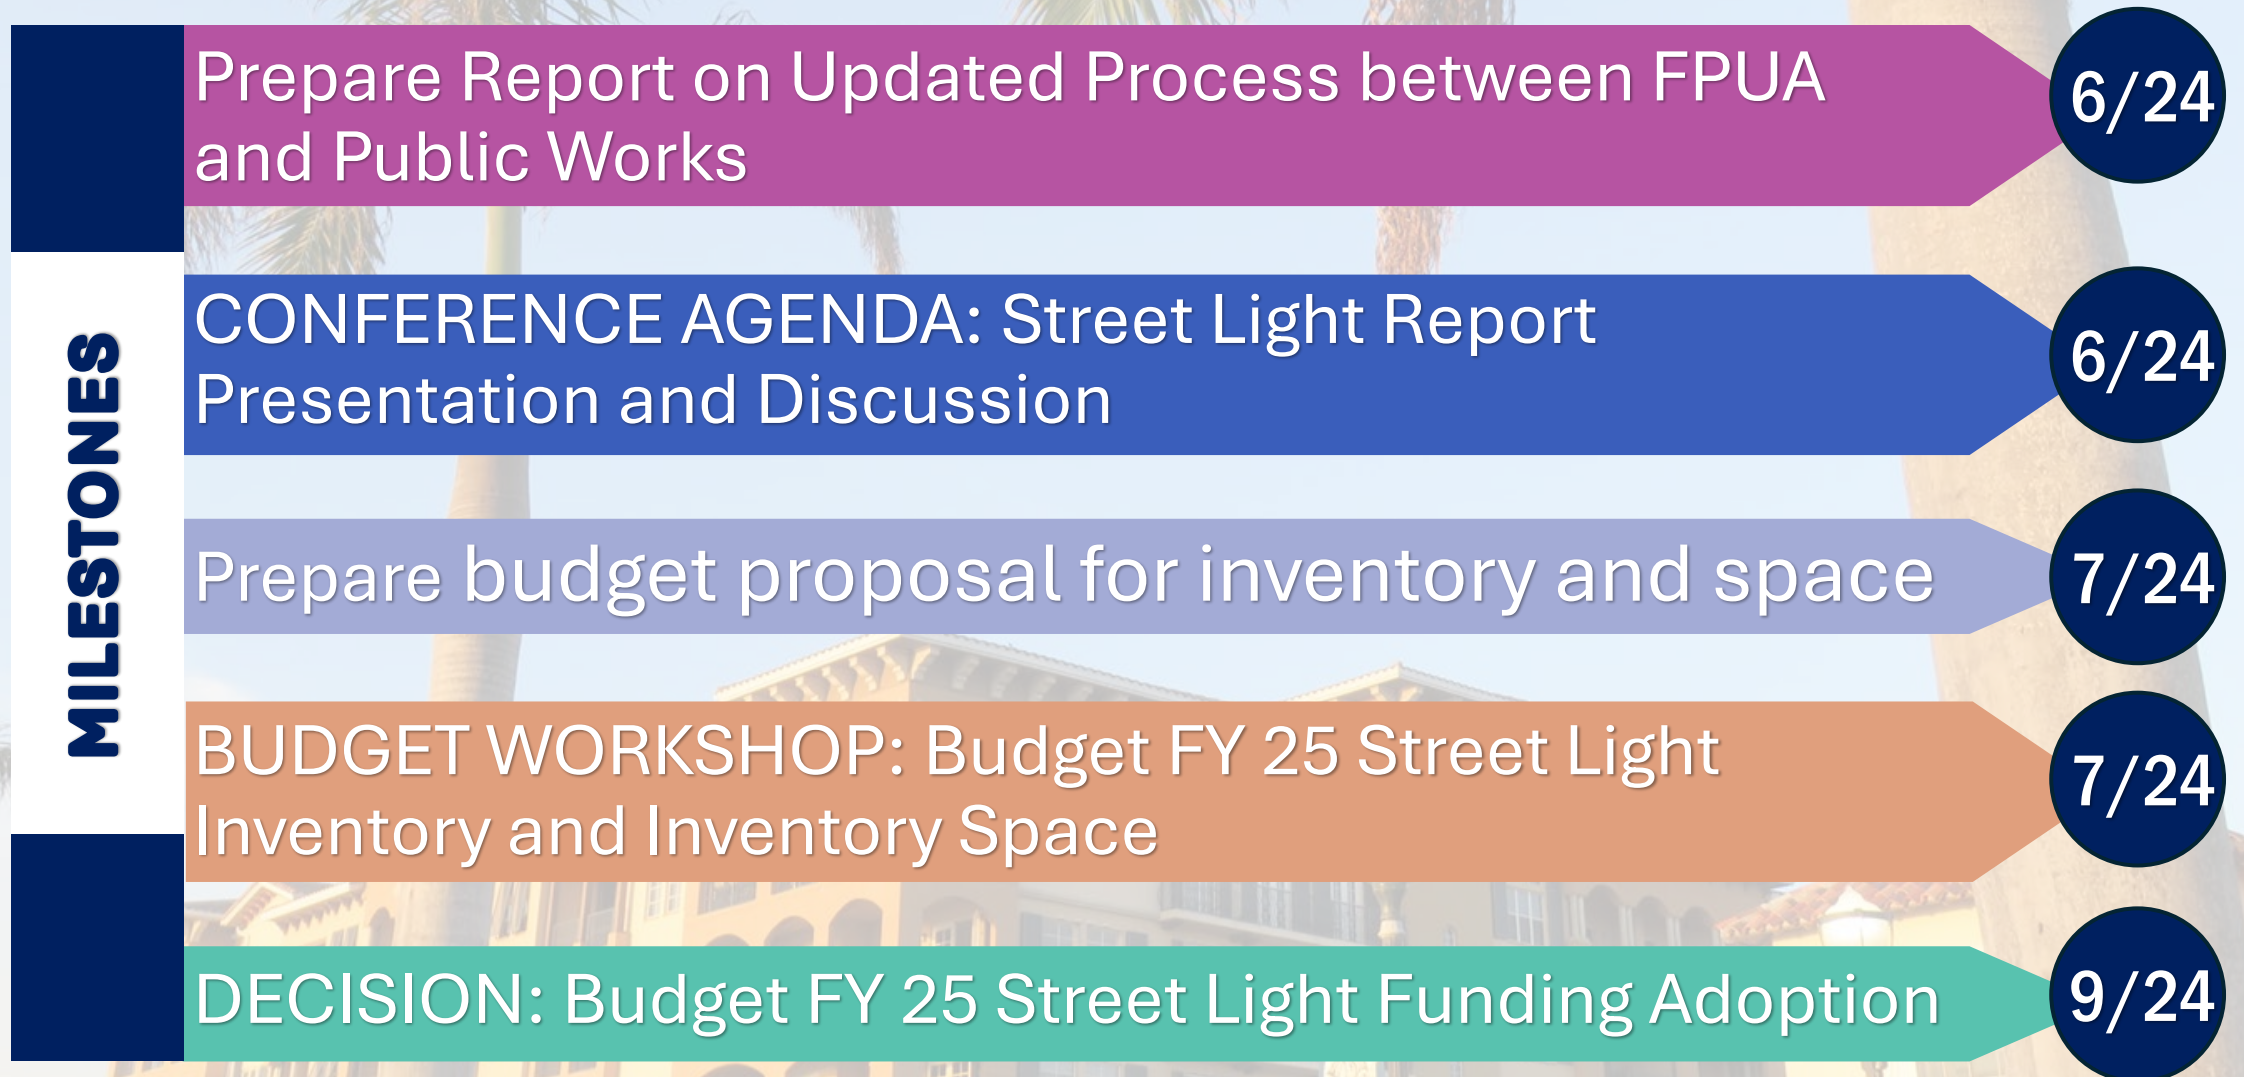 MILESTONES
Prepare Report on Updated Process between FPUA
and Public Works
6/24
CONFERENCE AGENDA: Street Light Report
Presentation and Discussion
6/24
Prepare budget proposal for inventory and space
7/24
BUDGET WORKSHOP: Budget FY 25 Street Light
Inventory and Inventory Space
7/24
DECISION: Budget FY 25 Street Light Funding Adoption
9/24